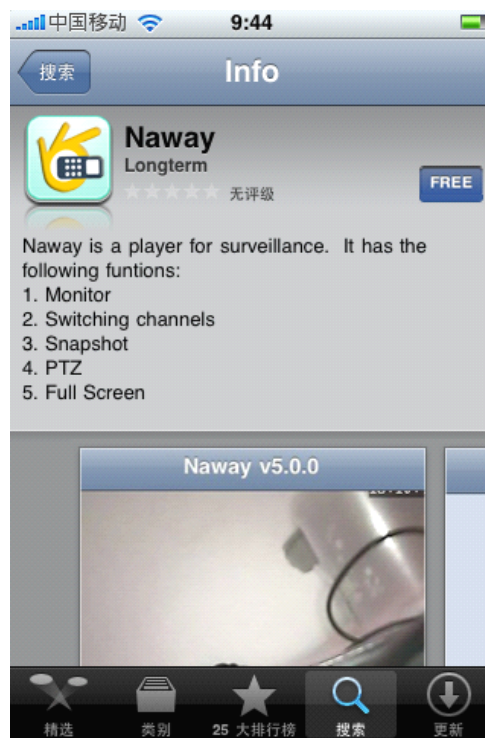 中国移动 9:44
搜索 Info
Naway
Longterm
无评级
FREE
Naway is a player for surveillance. It has the
following funtions:
1. Monitor
2. Switching channels
3. Snapshot
4. PTZ
5. Full Screen
Naway v5.0.0
精选 类别 25 大排行榜 搜索 更新